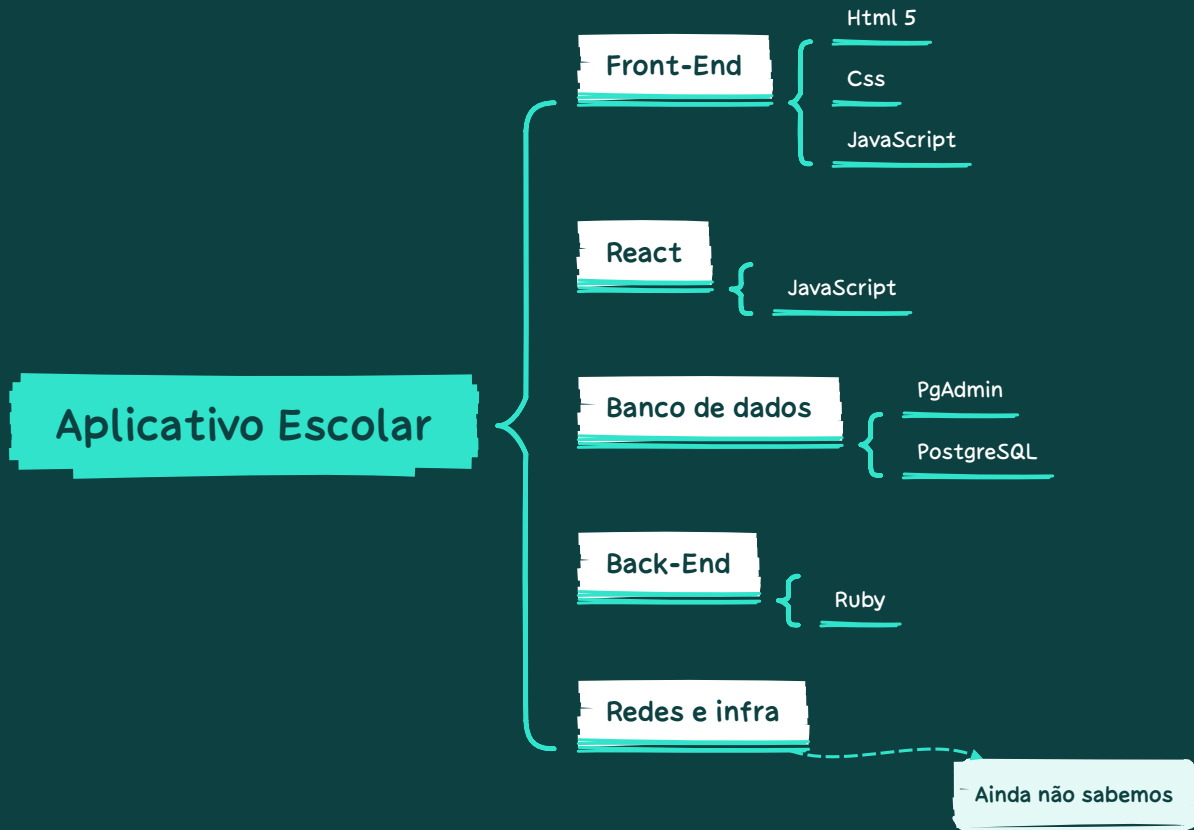 Aplicativo Escolar
Front-End
Html 5
Css
JavaScript
React
JavaScript
Banco de dados
PgAdmin
PostgreSQL
Back-End
Ruby
Redes e infra
Ainda não sabemos